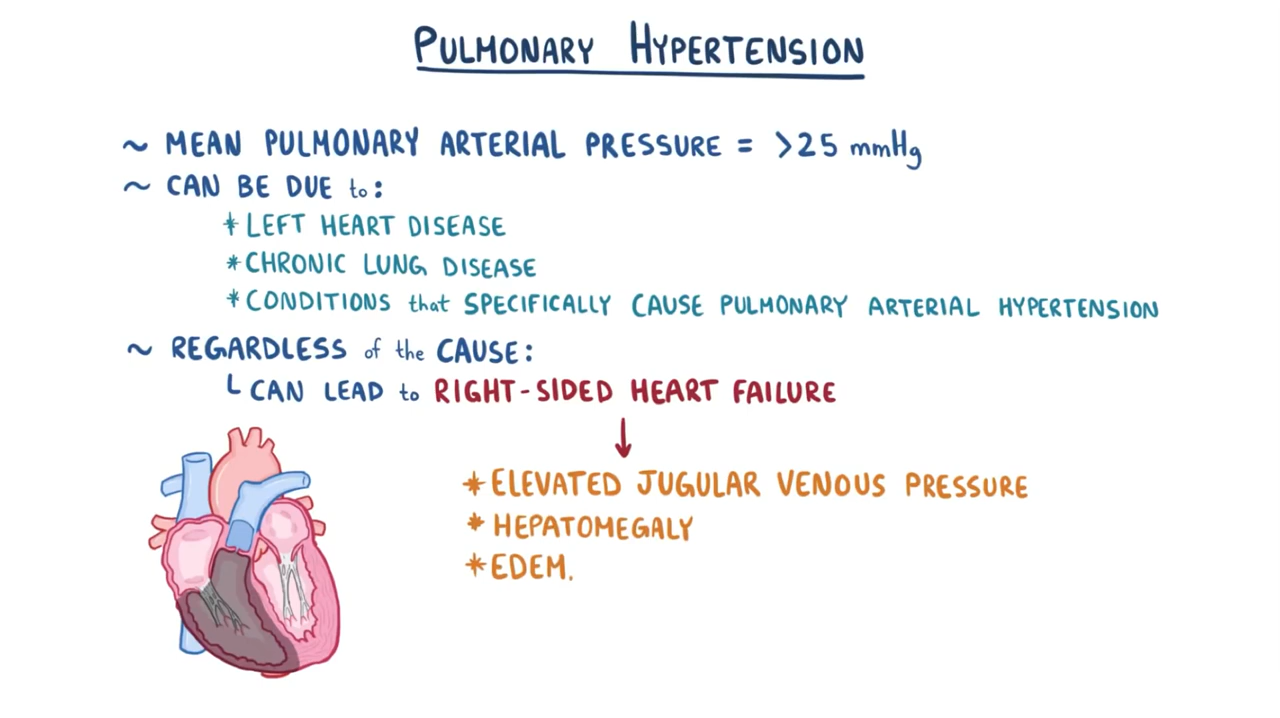 PULMONARY HYPERTENSION
~ MEAN PULMONARY ARTERIAL PRESSURE = >25 mmHg
~ CAN BE DUE to:
* LEFT HEART DISEASE
* CHRONIC LUNG DISEASE
* CONDITIONS that SPECIFICALLY CAUSE PULMONARY ARTERIAL HYPERTENSION
~ REGARDLESS of the CAUSE:
└ CAN LEAD to RIGHT-SIDED HEART FAILURE
↓
* ELEVATED JUGULAR VENOUS PRESSURE
* HEPATOMEGALY
* EDEM.